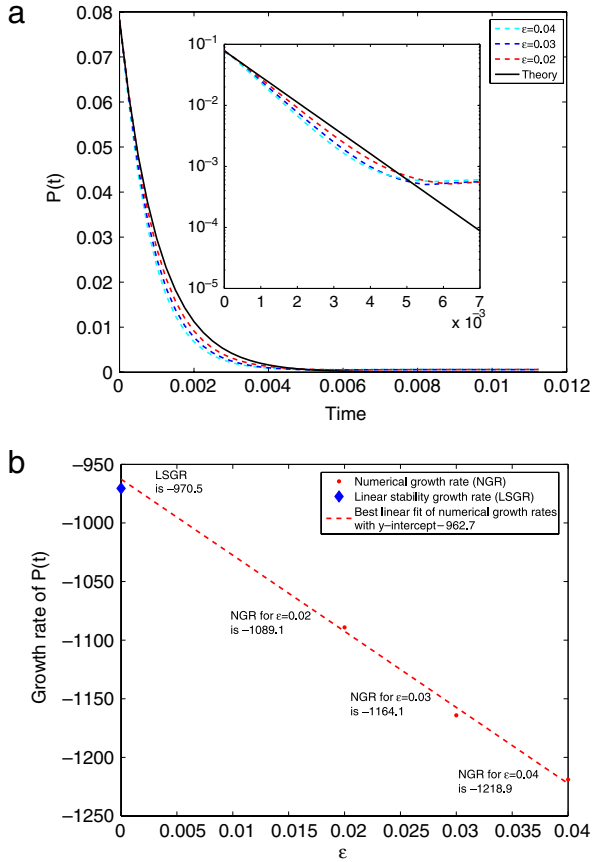 a
0.08
0.07
0.06
0.05
0.04
0.03
0.02
0.01
0
P(t)
0
0.002
0.004
0.006
0.008
0.01
0.012
Time
ε=0.04
ε=0.03
ε=0.02
Theory
10⁻¹
10⁻²
10⁻³
10⁻⁴
10⁻⁵
0
1
2
3
4
5
6
7
x 10⁻³
b
−950
−1000
−1050
−1100
−1150
−1200
−1250
Growth rate of P(t)
0
0.005
0.01
0.015
0.02
0.025
0.03
0.035
0.04
ε
LSGR
is −970.5
Numerical growth rate (NGR)
Linear stability growth rate (LSGR)
Best linear fit of numerical growth rates
with y-intercept−962.7
NGR for ε=0.02
is −1089.1
NGR for ε=0.03
is −1164.1
NGR for ε=0.04
is −1218.9